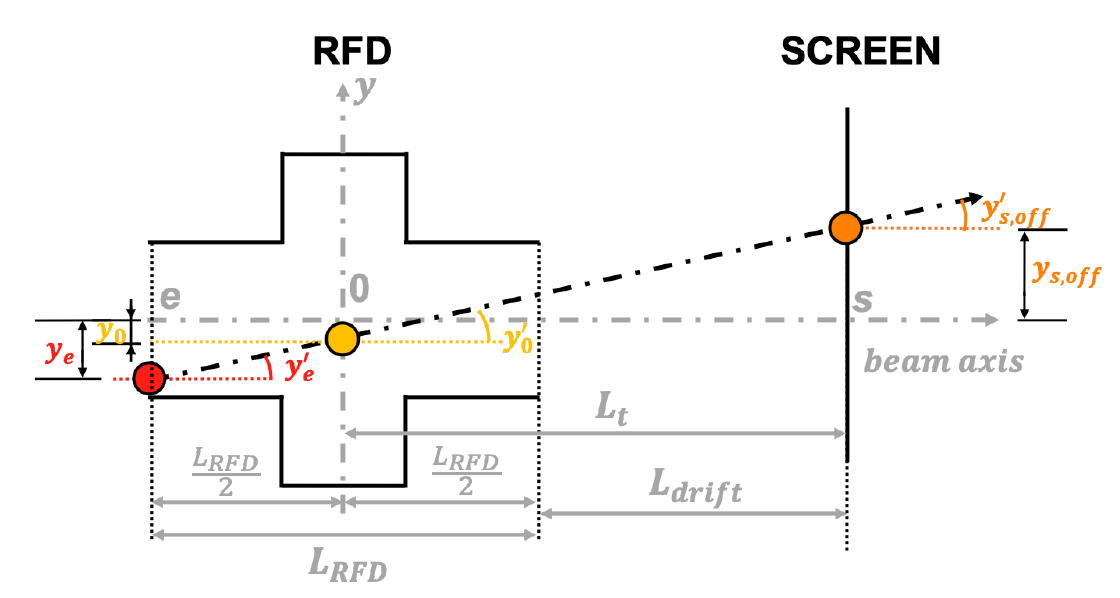 RFD
SCREEN
y
y′s,off
ys,off
e
0
s
y0
ye
y′e
y′0
beam axis
Lt
LRFD
2
LRFD
2
Ldrift
LRFD